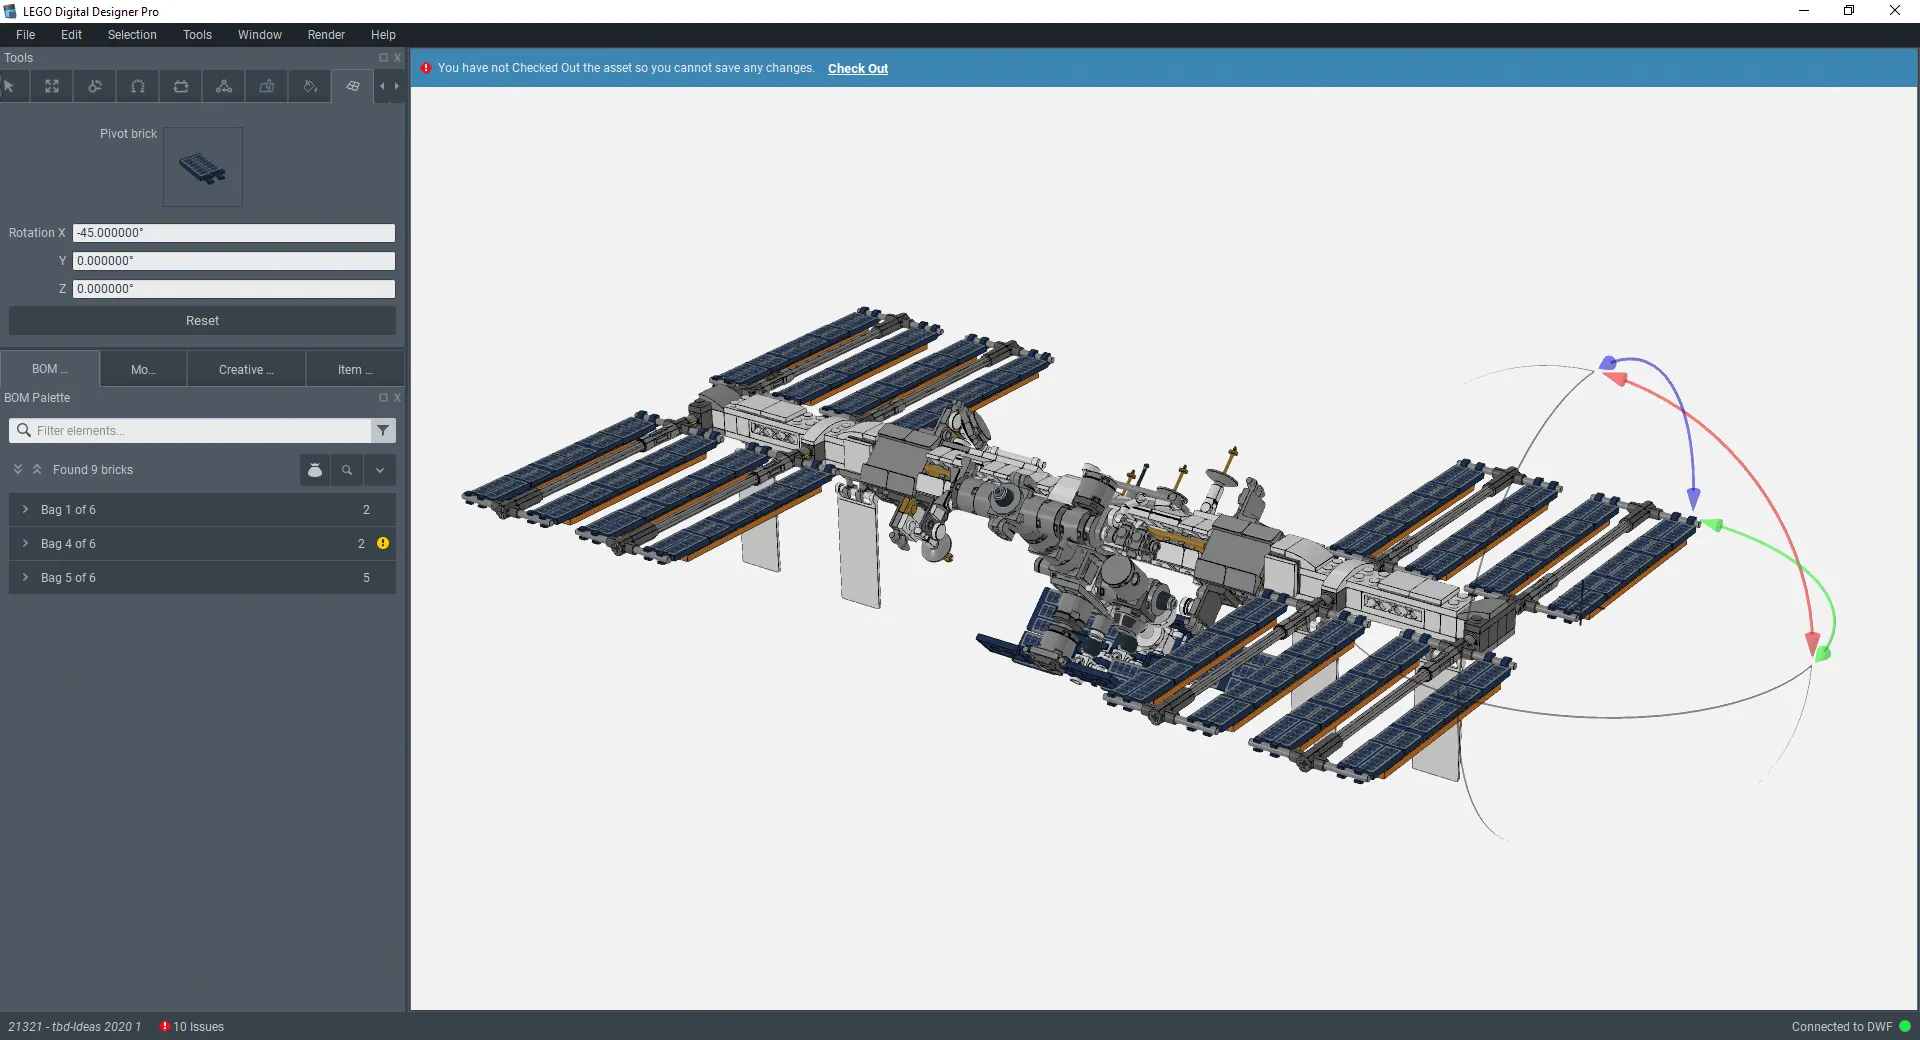 LEGO Digital Designer Pro
File Edit Selection Tools Window Render Help
Tools
You have not Checked Out the asset so you cannot save any changes. Check Out
Pivot brick
Rotation X -45.000000°
Y 0.000000°
Z 0.000000°
Reset
BOM ... Mo... Creative ... Item ...
BOM Palette
Filter elements...
Found 9 bricks
Bag 1 of 6 2
Bag 4 of 6 2
Bag 5 of 6 5
21321 - tbd-Ideas 2020 1 10 Issues Connected to DWF